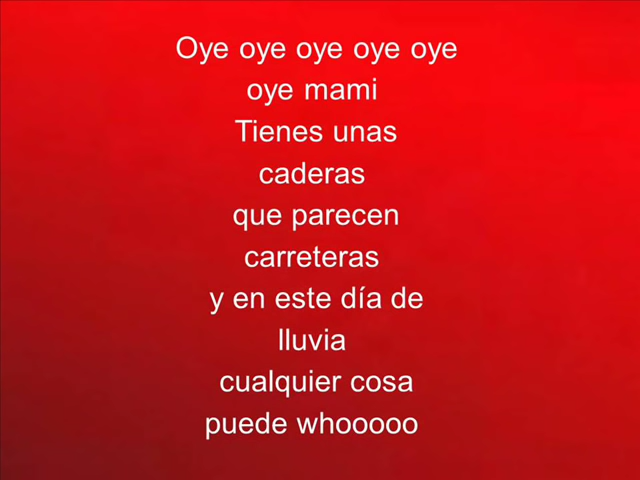 Oye oye oye oye oye
oye mami
Tienes unas
caderas
que parecen
carreteras
y en este día de
lluvia
cualquier cosa
puede whooooo